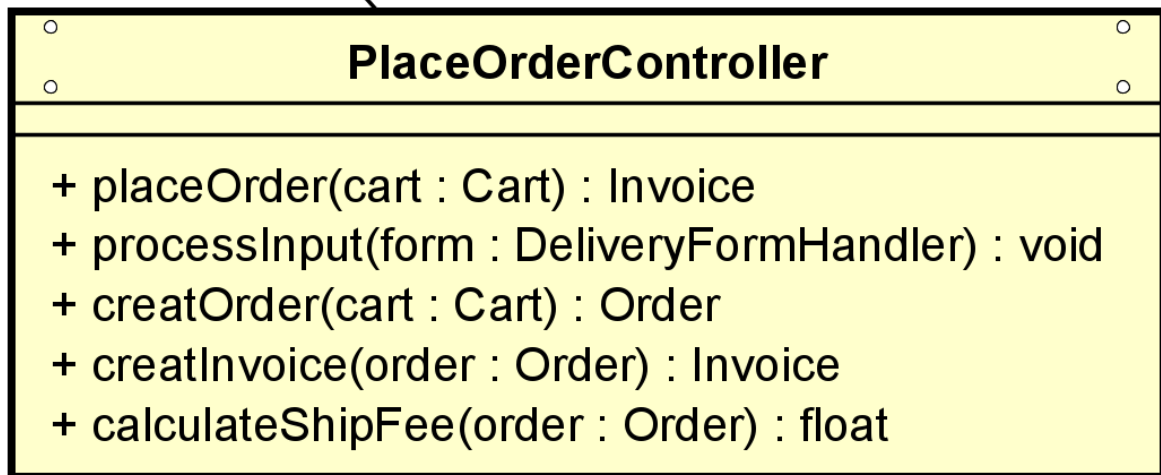 PlaceOrderController
+ placeOrder(cart : Cart) : Invoice
+ processInput(form : DeliveryFormHandler) : void
+ creatOrder(cart : Cart) : Order
+ creatInvoice(order : Order) : Invoice
+ calculateShipFee(order : Order) : float